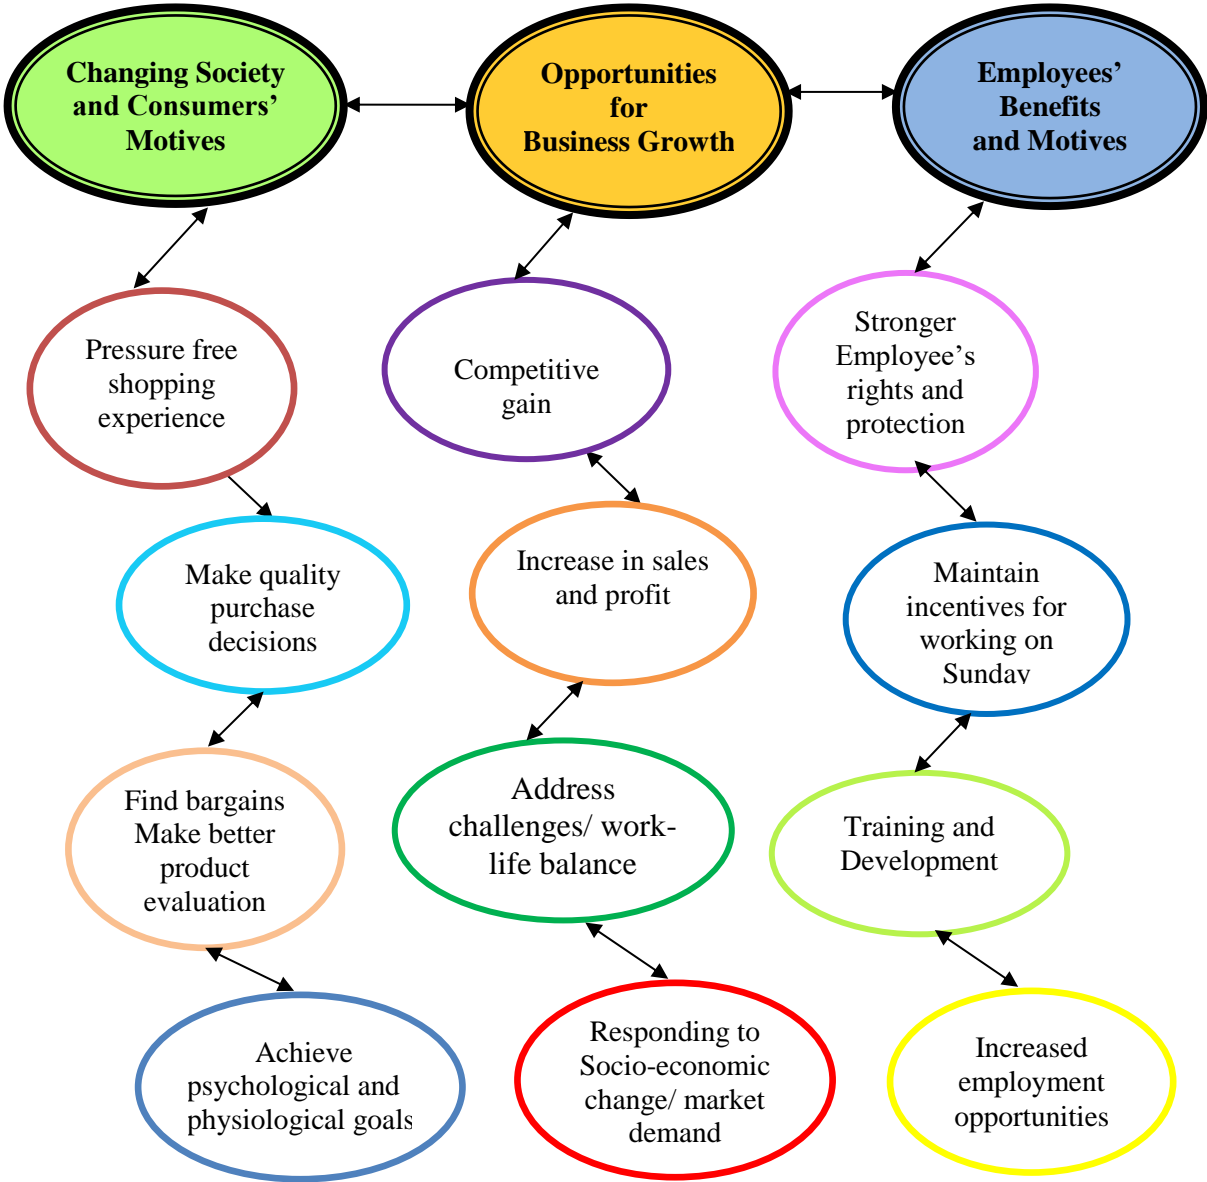 Changing Society
and Consumers’
Motives
Opportunities
for
Business Growth
Employees’
Benefits
and Motives
Pressure free
shopping
experience
Competitive
gain
Stronger
Employee’s
rights and
protection
Make quality
purchase
decisions
Increase in sales
and profit
Maintain
incentives for
working on
Sunday
Find bargains
Make better
product
evaluation
Address
challenges/ work-
life balance
Training and
Development
Achieve
psychological and
physiological goals
Responding to
Socio-economic
change/ market
demand
Increased
employment
opportunities